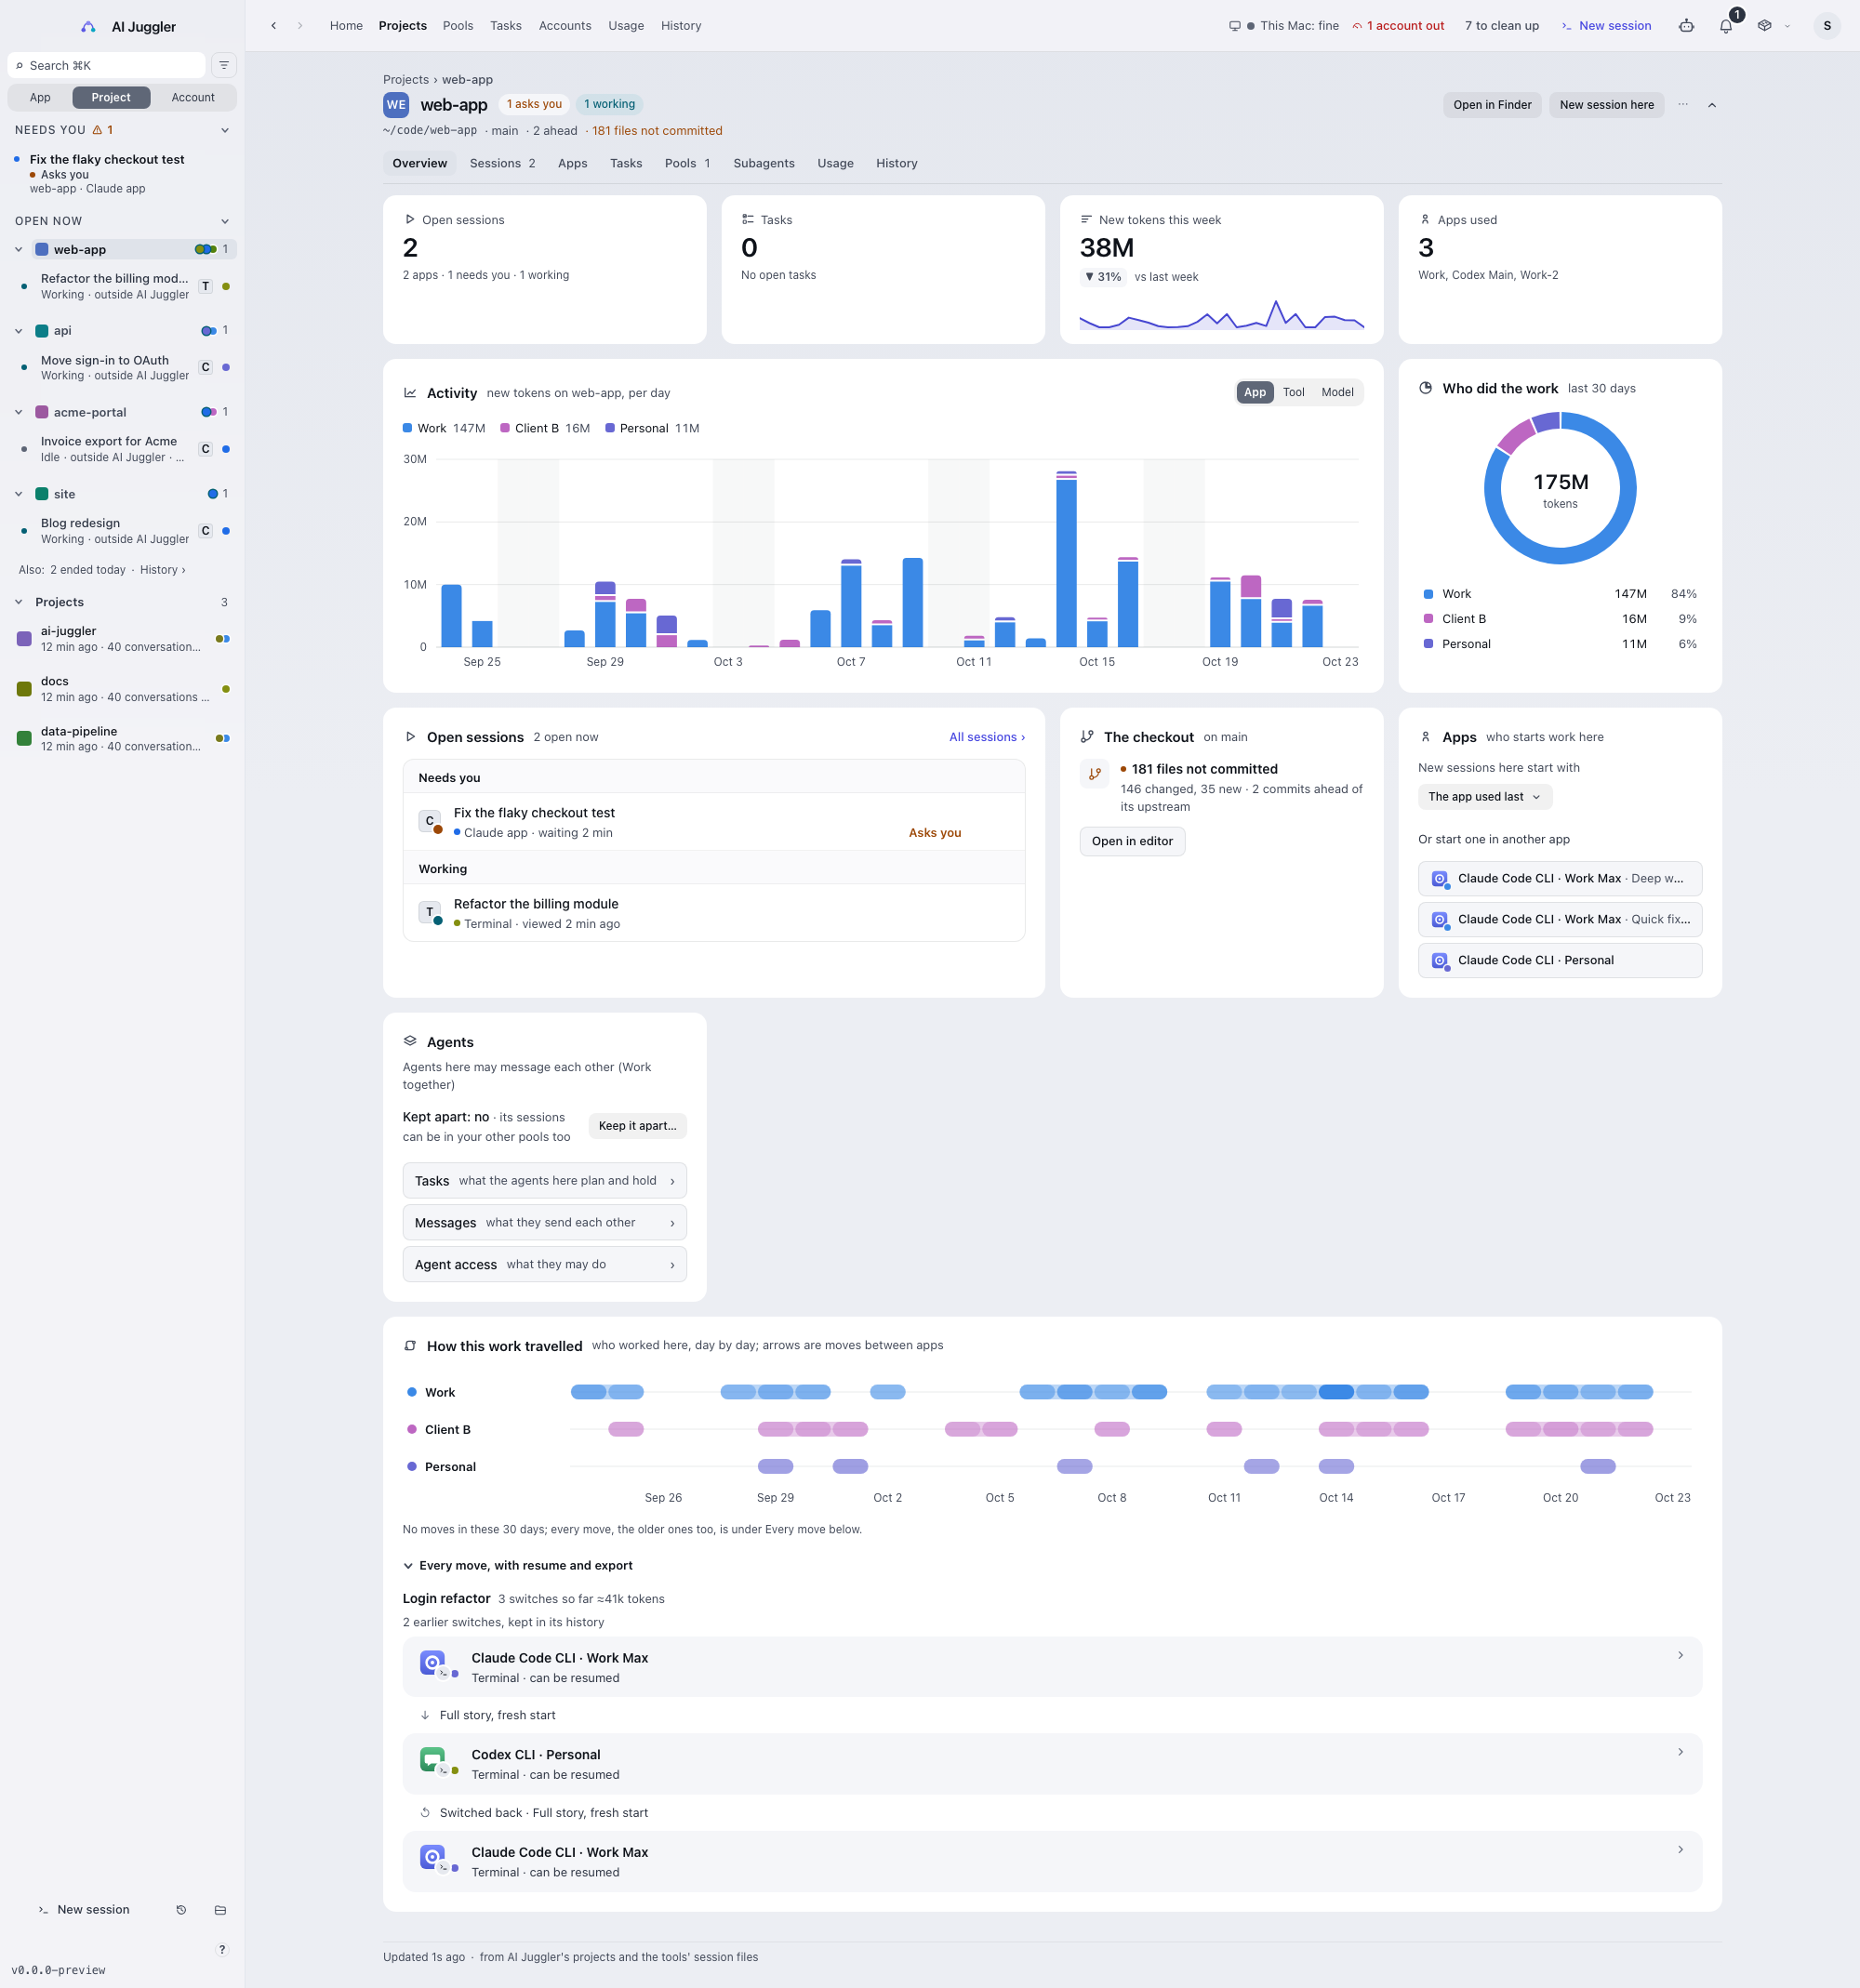 AI Juggler
Search ⌘K
App Project Account
NEEDS YOU 1
Fix the flaky checkout test
Asks you
web-app · Claude app
OPEN NOW
web-app 1
Refactor the billing mod... T
Working · outside AI Juggler
api 1
Move sign-in to OAuth C
Working · outside AI Juggler
acme-portal 1
Invoice export for Acme C
Idle · outside AI Juggler · ...
site 1
Blog redesign C
Working · outside AI Juggler
Also: 2 ended today · History ›
Projects 3
ai-juggler
12 min ago · 40 conversation...
docs
12 min ago · 40 conversations ...
data-pipeline
12 min ago · 40 conversation...
New session
?
v0.0.0-preview
‹ › Home Projects Pools Tasks Accounts Usage History
This Mac: fine 1 account out 7 to clean up New session 1 S
Projects › web-app
WE web-app 1 asks you 1 working
Open in Finder New session here ...
~/code/web-app · main · 2 ahead · 181 files not committed
Overview Sessions 2 Apps Tasks Pools 1 Subagents Usage History
Open sessions
2
2 apps · 1 needs you · 1 working
Tasks
0
No open tasks
New tokens this week
38M
▼ 31% vs last week
Apps used
3
Work, Codex Main, Work-2
Activity new tokens on web-app, per day
App Tool Model
Work 147M Client B 16M Personal 11M
30M
20M
10M
0
Sep 25 Sep 29 Oct 3 Oct 7 Oct 11 Oct 15 Oct 19 Oct 23
Who did the work last 30 days
175M
tokens
Work 147M 84%
Client B 16M 9%
Personal 11M 6%
Open sessions 2 open now All sessions ›
Needs you
C Fix the flaky checkout test
Claude app · waiting 2 min Asks you
Working
T Refactor the billing module
Terminal · viewed 2 min ago
The checkout on main
181 files not committed
146 changed, 35 new · 2 commits ahead of
its upstream
Open in editor
Apps who starts work here
New sessions here start with
The app used last
Or start one in another app
Claude Code CLI · Work Max · Deep w...
Claude Code CLI · Work Max · Quick fix...
Claude Code CLI · Personal
Agents
Agents here may message each other (Work
together)
Kept apart: no · its sessions
can be in your other pools too
Keep it apart...
Tasks what the agents here plan and hold ›
Messages what they send each other ›
Agent access what they may do ›
How this work travelled who worked here, day by day; arrows are moves between apps
Work
Client B
Personal
Sep 26 Sep 29 Oct 2 Oct 5 Oct 8 Oct 11 Oct 14 Oct 17 Oct 20 Oct 23
No moves in these 30 days; every move, the older ones too, is under Every move below.
Every move, with resume and export
Login refactor 3 switches so far ≈41k tokens
2 earlier switches, kept in its history
Claude Code CLI · Work Max
Terminal · can be resumed
↓ Full story, fresh start
Codex CLI · Personal
Terminal · can be resumed
Switched back · Full story, fresh start
Claude Code CLI · Work Max
Terminal · can be resumed
Updated 1s ago · from AI Juggler's projects and the tools' session files